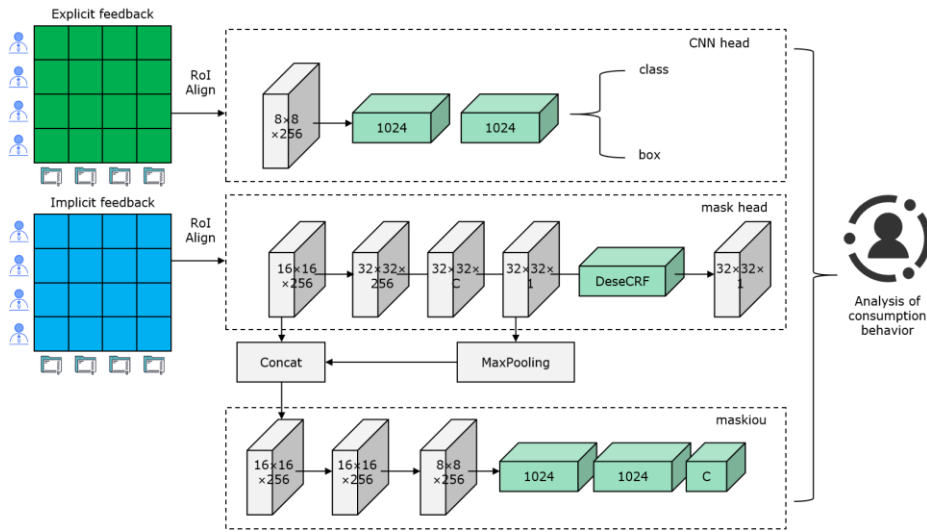 Explicit feedback
RoI
Align
CNN head
8×8
×256
1024
1024
class
box
Implicit feedback
RoI
Align
mask head
16×16
×256
32×32×
256
32×32×
C
32×32×
1
DeseCRF
32×32×
1
Concat
MaxPooling
maskiou
16×16
×256
16×16
×256
8×8
×256
1024
1024
C
Analysis of
consumption
behavior